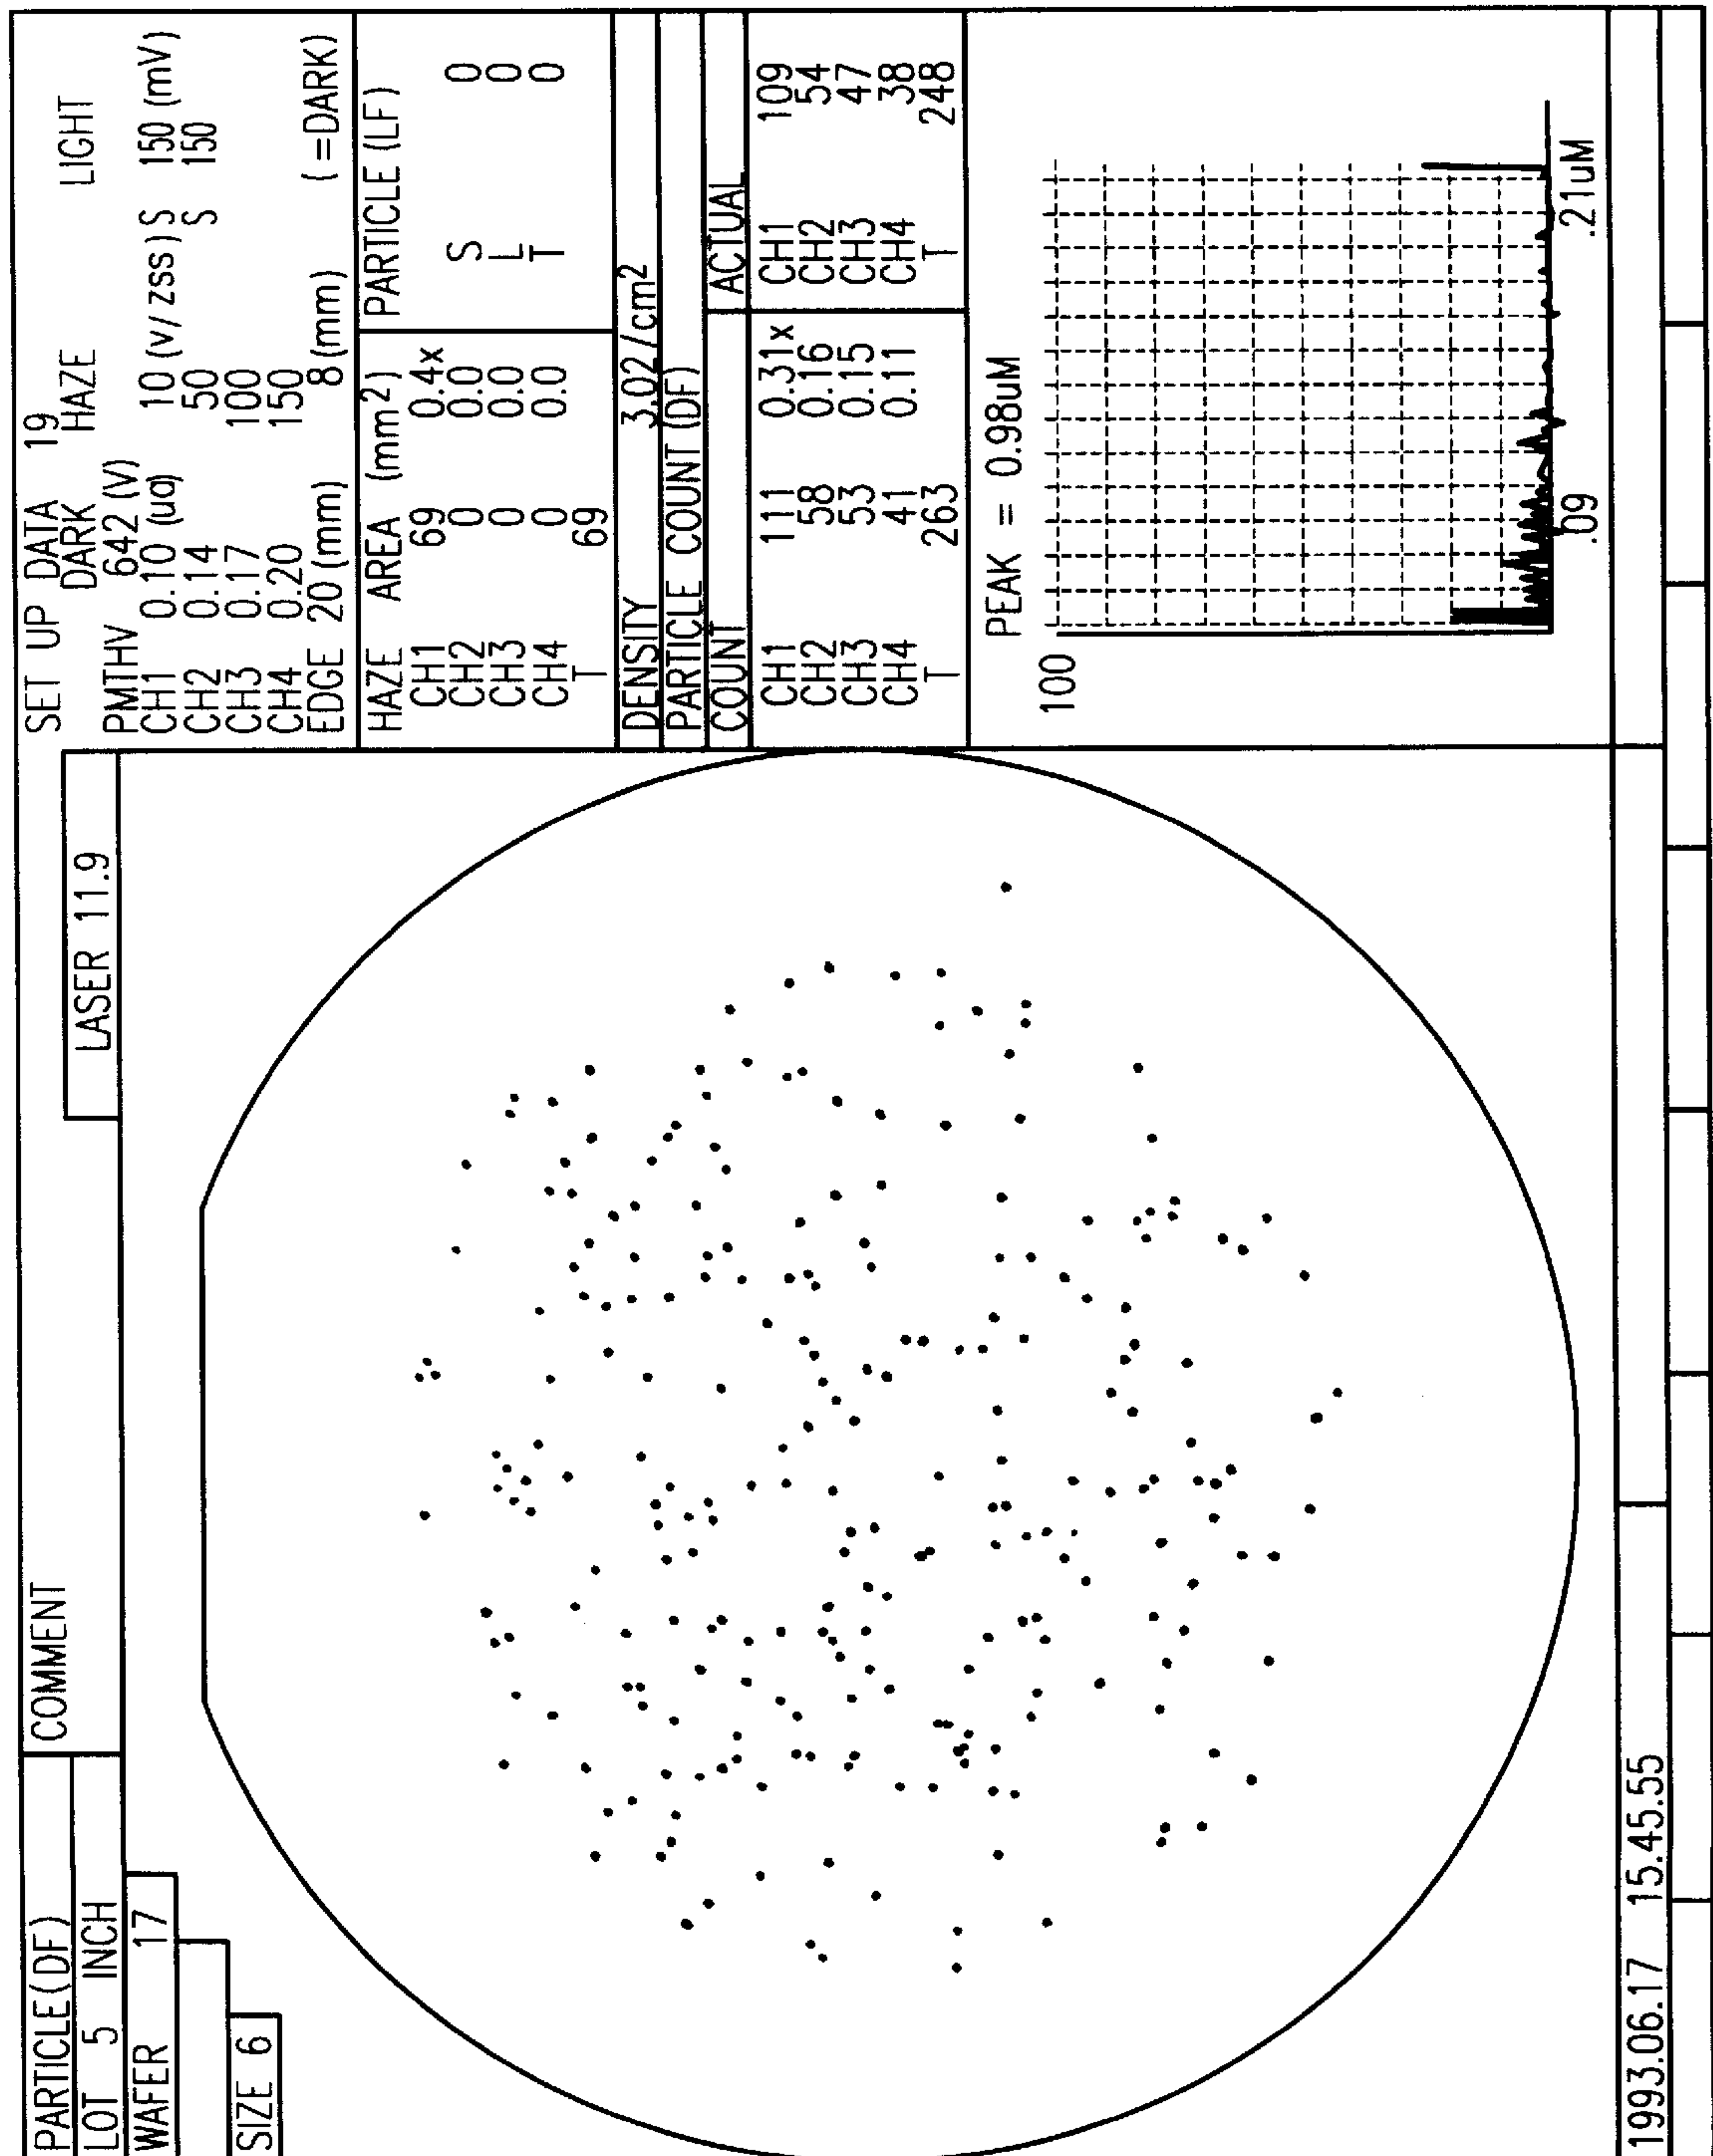 PARTICLE(DF)
COMMENT
LOT 5 INCH
LASER 11.9
WAFER 17
SIZE 6
SET UP DATA 19
DARK HAZE LIGHT
PMTHV 642 (V)
CH1 0.10 (ua) 10 (v/zss) S 150 (mV)
CH2 0.14 50 S 150
CH3 0.17 100
CH4 0.20 150
EDGE 20 (mm) 8 (mm) ( =DARK)
HAZE AREA (mm²) PARTICLE (LF)
CH1 69 0.4x
CH2 0 0.0 S 0
CH3 0 0.0 L 0
CH4 0 0.0 T 0
T 69
DENSITY 3.02/cm²
PARTICLE COUNT (DF)
COUNT ACTUAL
CH1 111 0.31x CH1 109
CH2 58 0.16 CH2 54
CH3 53 0.15 CH3 47
CH4 41 0.11 CH4 38
T 263 T 248
PEAK = 0.98uM
100
.09 .21uM
1993.06.17 15.45.55